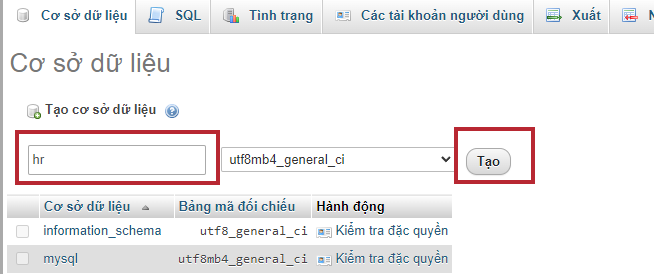 Cơ sở dữ liệu SQL Tình trạng Các tài khoản người dùng Xuất
Cơ sở dữ liệu
Tạo cơ sở dữ liệu
hr utf8mb4_general_ci Tạo
Cơ sở dữ liệu Bảng mã đối chiếu Hành động
information_schema utf8_general_ci Kiểm tra đặc quyền
mysql utf8mb4_general_ci Kiểm tra đặc quyền